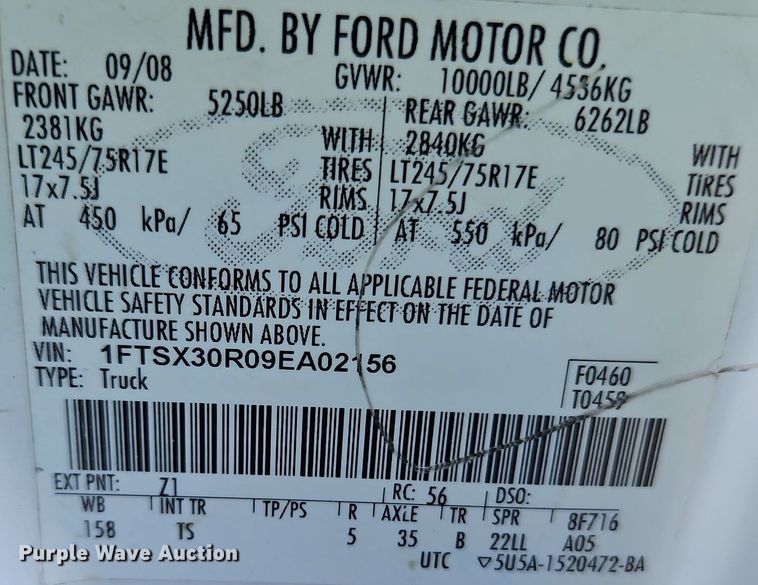 MFD. BY FORD MOTOR CO.
DATE: 09/08 GVWR: 10000LB/ 4536KG
FRONT GAWR: 5250LB REAR GAWR: 6262LB
2381KG WITH 2840KG WITH
LT245/75R17E TIRES LT245/75R17E TIRES
17x7.5J RIMS 17x7.5J RIMS
AT 450 kPa/ 65 PSI COLD AT 550 kPa/ 80 PSI COLD
THIS VEHICLE CONFORMS TO ALL APPLICABLE FEDERAL MOTOR
VEHICLE SAFETY STANDARDS IN EFFECT ON THE DATE OF
MANUFACTURE SHOWN ABOVE.
VIN: 1FTSX30R09EA02156
TYPE: Truck
F0460
T0459
EXT PNT: Z1 RC: 56 DSO:
WB INT TR TP/PS R AXLE TR SPR 8F716
158 TS 5 35 B 22LL A05
UTC ▽5U5A-1520472-BA
Purple Wave Auction